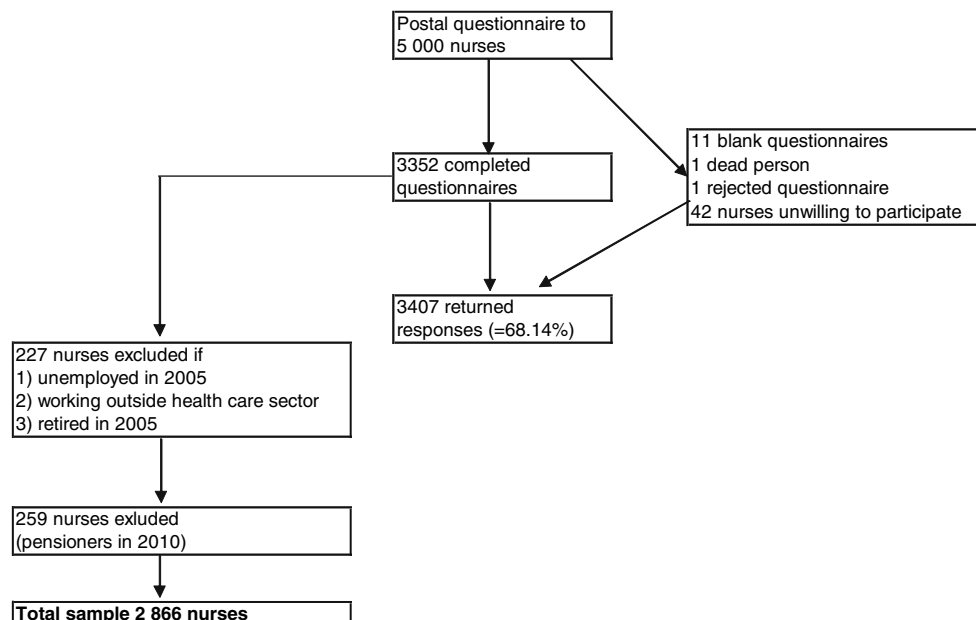 Postal questionnaire to
5 000 nurses
11 blank questionnaires
1 dead person
1 rejected questionnaire
42 nurses unwilling to participate
3352 completed
questionnaires
3407 returned
responses (=68.14%)
227 nurses excluded if
1) unemployed in 2005
2) working outside health care sector
3) retired in 2005
259 nurses exluded
(pensioners in 2010)
Total sample 2 866 nurses